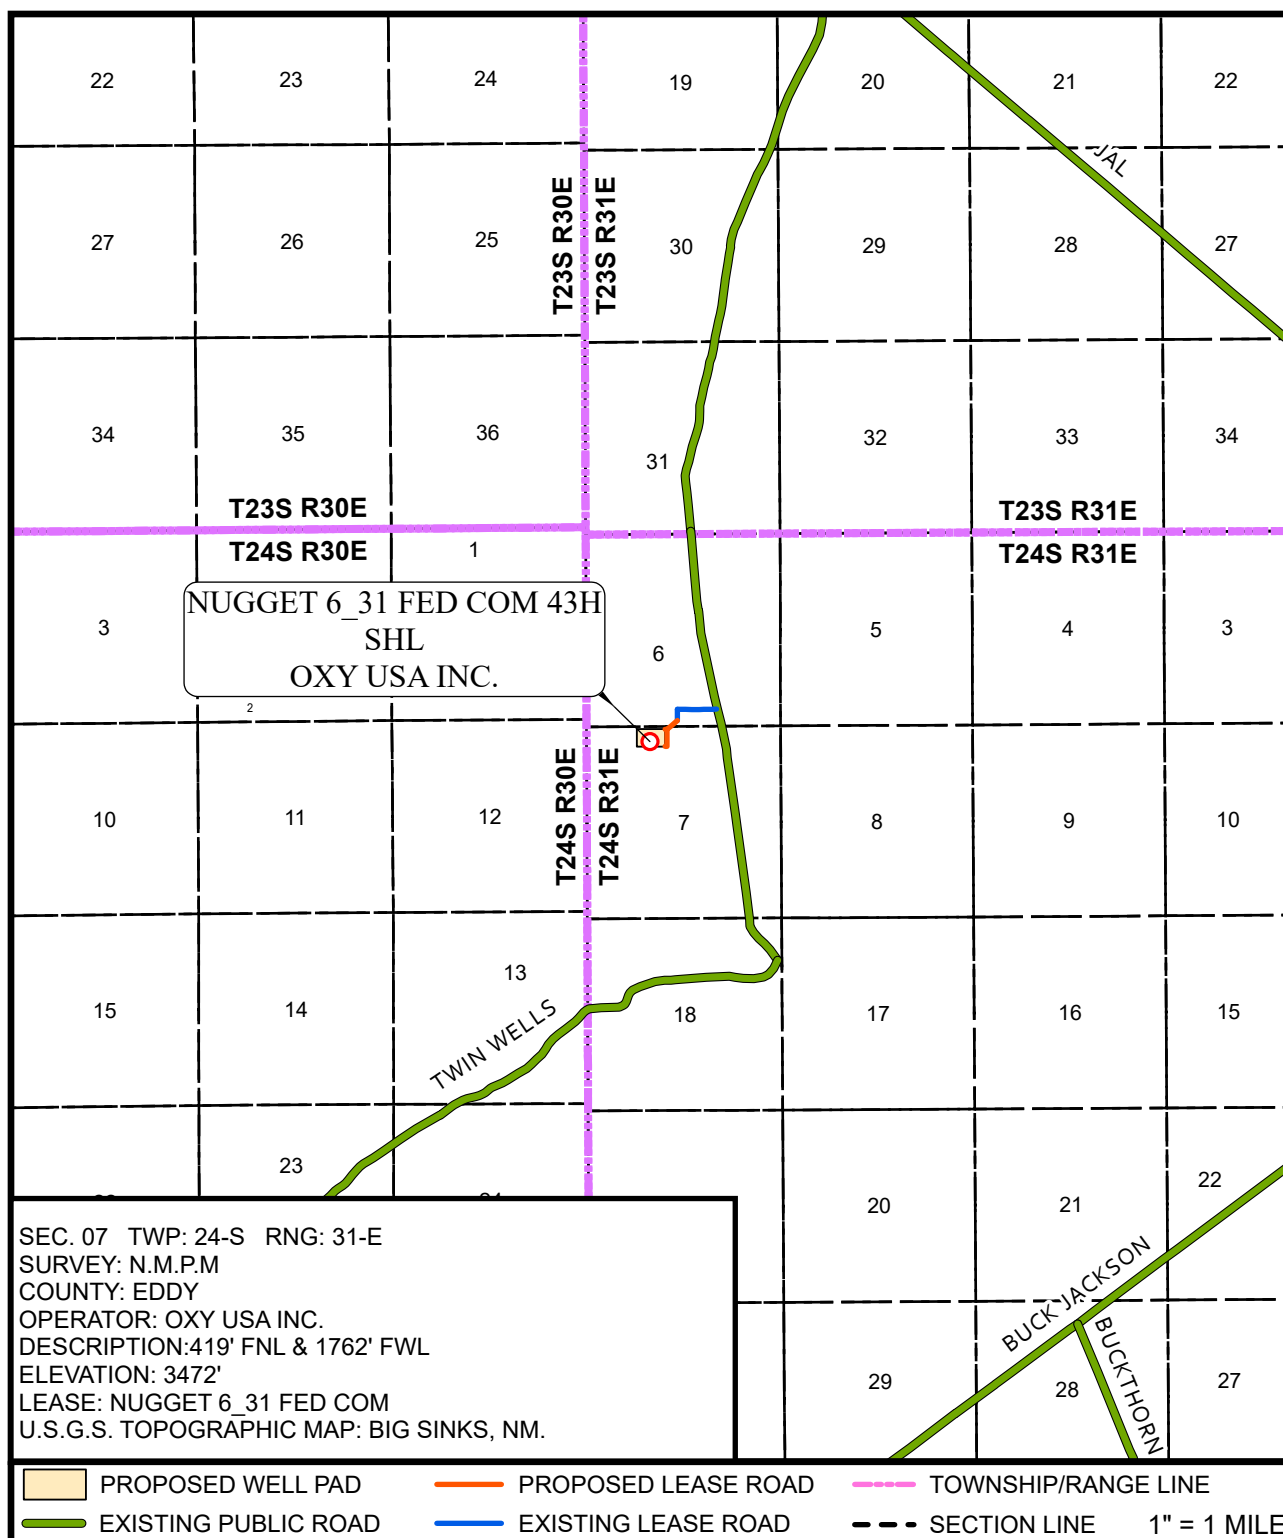 22 23 24 19 20 21 22
JAL
27 26 25 T23S R30E T23S R31E 30 29 28 27
34 35 36 31 32 33 34
T23S R30E T23S R31E
T24S R30E 1 T24S R31E
NUGGET 6_31 FED COM 43H
SHL
OXY USA INC.
3 6 5 4 3
2
10 11 12 T24S R30E T24S R31E 7 8 9 10
15 14 13 18 17 16 15
TWIN WELLS
23 20 21 22
BUCK JACKSON
BUCKTHORN
29 28 27
SEC. 07 TWP: 24-S RNG: 31-E
SURVEY: N.M.P.M
COUNTY: EDDY
OPERATOR: OXY USA INC.
DESCRIPTION:419' FNL & 1762' FWL
ELEVATION: 3472'
LEASE: NUGGET 6_31 FED COM
U.S.G.S. TOPOGRAPHIC MAP: BIG SINKS, NM.
PROPOSED WELL PAD PROPOSED LEASE ROAD TOWNSHIP/RANGE LINE
EXISTING PUBLIC ROAD EXISTING LEASE ROAD SECTION LINE 1" = 1 MILE